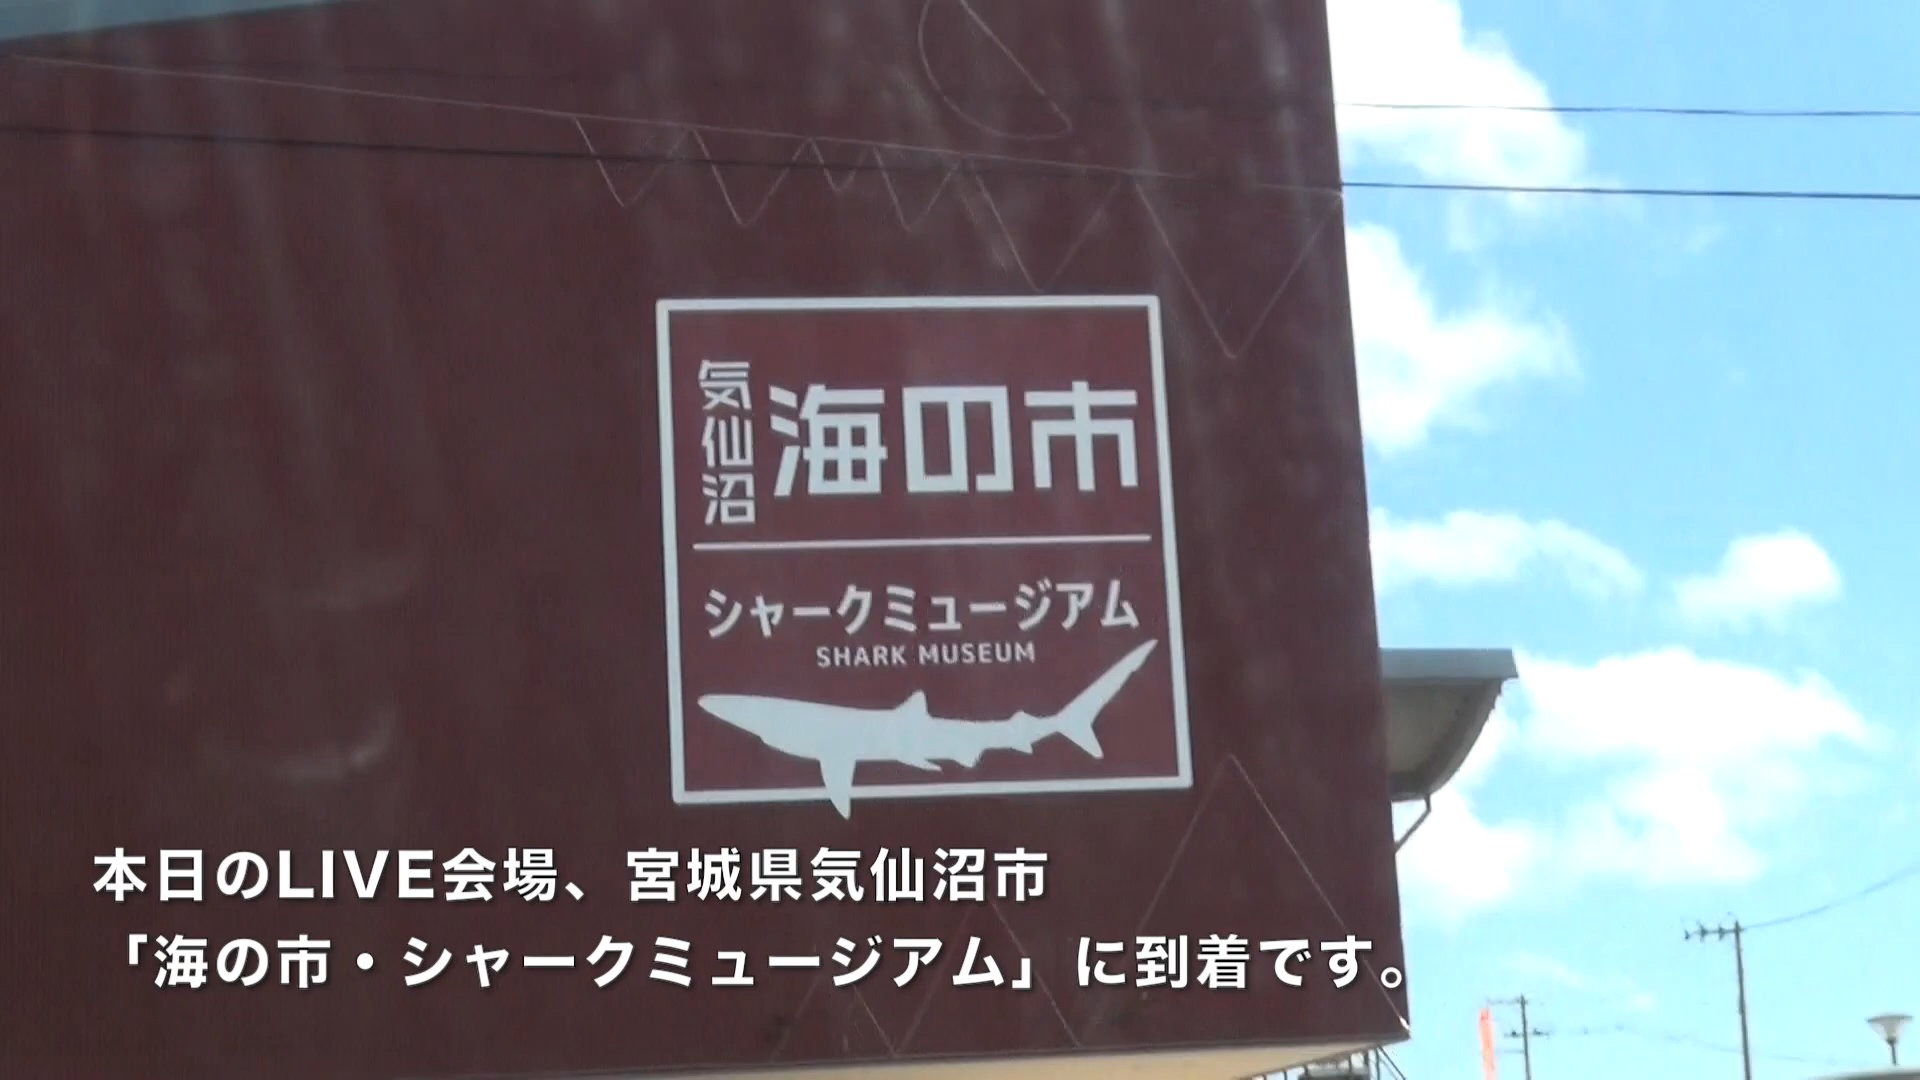 気仙沼
海の市
シャークミュージアム
SHARK MUSEUM
本日のLIVE会場、宮城県気仙沼市
「海の市・シャークミュージアム」に到着です。